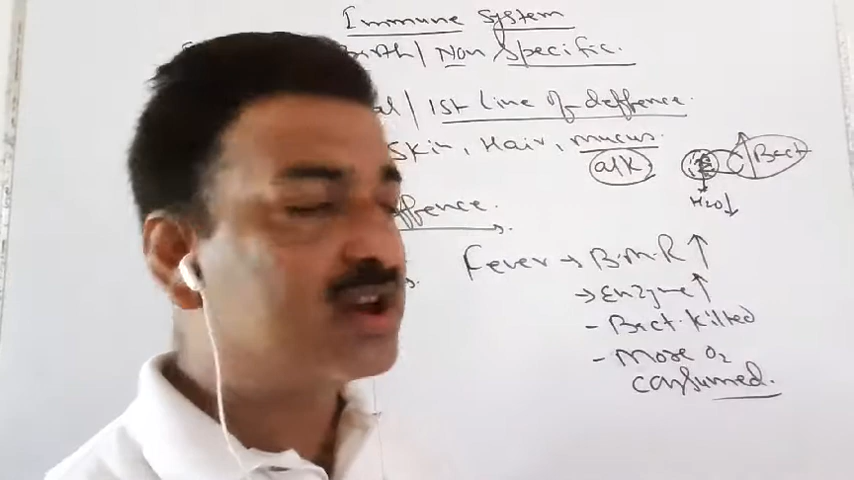 Immune System
Birth / Non Specific.
/ 1st Line of deffence.
Skin, Hair, mucus.
alk
Bact
H2O↓
ffence.
Fever → B.M.R ↑
→ Enzyme ↑
- Bact. killed
- More O2
consumed.